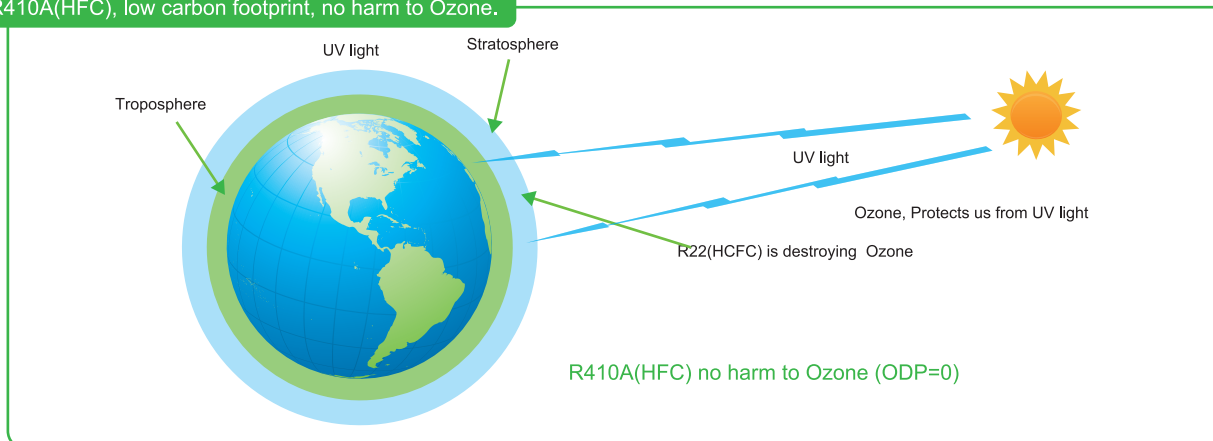 R410A(HFC), low carbon footprint, no harm to Ozone.
UV light
Stratosphere
Troposphere
UV light
Ozone, Protects us from UV light
R22(HCFC) is destroying Ozone
R410A(HFC) no harm to Ozone (ODP=0)